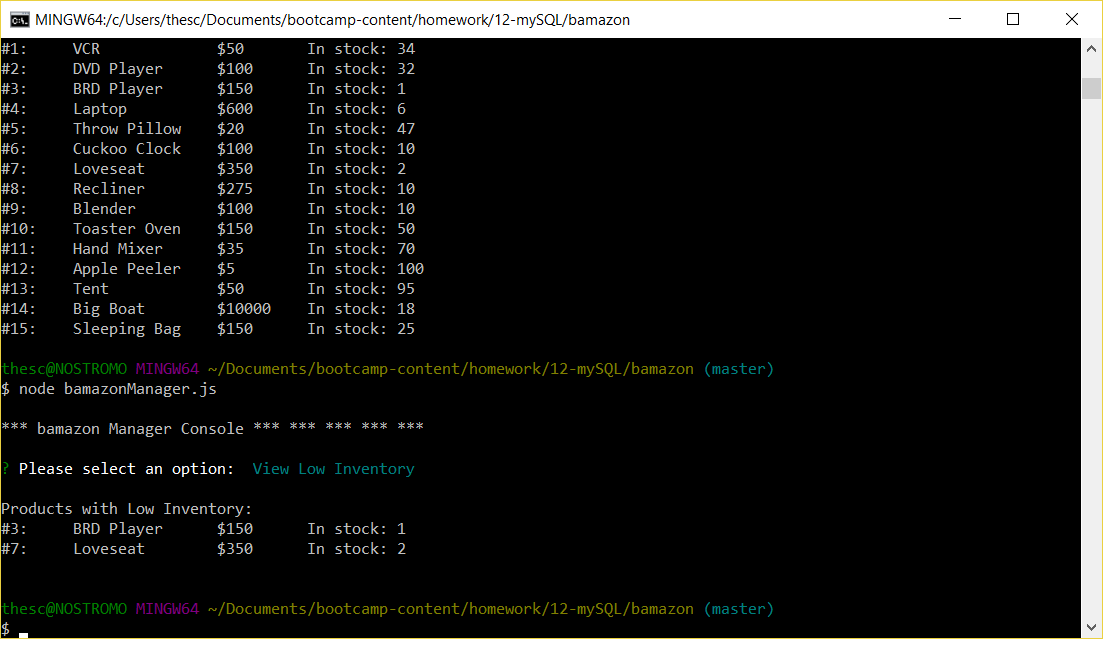 MINGW64:/c/Users/thesc/Documents/bootcamp-content/homework/12-mySQL/bamazon
#1:     VCR             $50       In stock: 34
#2:     DVD Player      $100      In stock: 32
#3:     BRD Player      $150      In stock: 1
#4:     Laptop          $600      In stock: 6
#5:     Throw Pillow    $20       In stock: 47
#6:     Cuckoo Clock    $100      In stock: 10
#7:     Loveseat        $350      In stock: 2
#8:     Recliner        $275      In stock: 10
#9:     Blender         $100      In stock: 10
#10:    Toaster Oven    $150      In stock: 50
#11:    Hand Mixer      $35       In stock: 70
#12:    Apple Peeler    $5        In stock: 100
#13:    Tent            $50       In stock: 95
#14:    Big Boat        $10000    In stock: 18
#15:    Sleeping Bag    $150      In stock: 25
thesc@NOSTROMO MINGW64 ~/Documents/bootcamp-content/homework/12-mySQL/bamazon (master)
$ node bamazonManager.js
*** bamazon Manager Console *** *** *** *** ***
? Please select an option:  View Low Inventory
Products with Low Inventory:
#3:     BRD Player      $150      In stock: 1
#7:     Loveseat        $350      In stock: 2
thesc@NOSTROMO MINGW64 ~/Documents/bootcamp-content/homework/12-mySQL/bamazon (master)
$